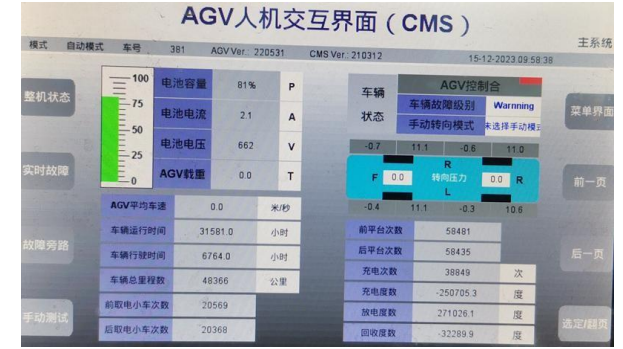 AGV人机交互界面（CMS）
主系统
模式 自动模式 车号 381 AGV Ver.: 220531 CMS Ver.: 210312 15-12-2023 09:58:38
整机状态
实时故障
故障旁路
手动测试
100
75
50
25
0
电池容量 81% P
电池电流 2.1 A
电池电压 662 V
AGV载重 0.0 T
AGV平均车速 0.0 米/秒
车辆运行时间 31581.0 小时
车辆行驶时间 6764.0 小时
车辆总里程数 48366 公里
前取电小车次数 20569
后取电小车次数 20368
车辆状态
AGV控制合
车辆故障级别 Warnning
手动转向模式 未选择手动模式
-0.7 11.1 -0.6 11.0
R
F 0.0 转向压力 0.0 R
L
-0.4 11.1 -0.3 10.6
前平台次数 58481
后平台次数 58435
充电次数 38849 次
充电度数 -250705.3 度
放电度数 271026.1 度
回收度数 -32289.9 度
菜单界面
前一页
后一页
选定/翻页